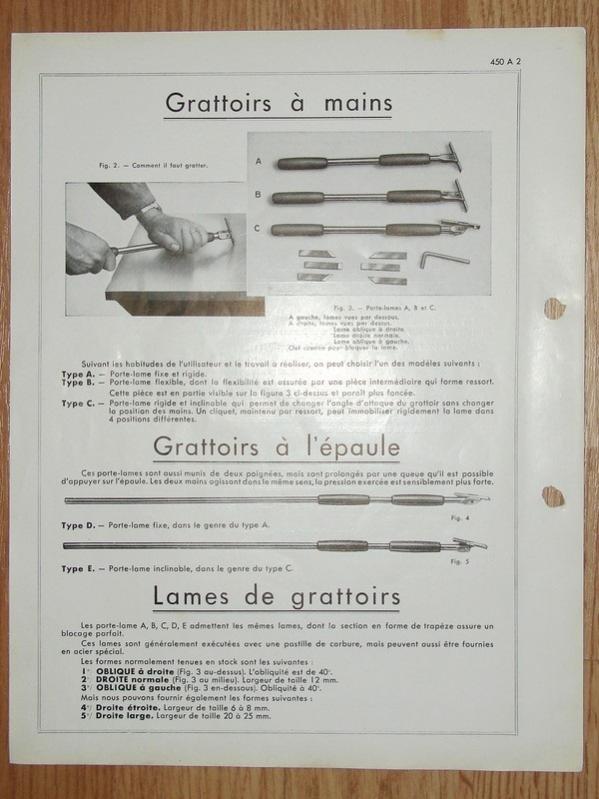 450 A 2
Grattoirs à mains
Fig. 2. — Comment il faut gratter.
A
B
C
Fig. 3. — Porte-lames A, B et C.
A gauche, lames vues par dessous.
A droite, lames vues par dessus.
Lame oblique à droite.
Lame droite normale.
Lame oblique à gauche.
Clef coudée pour bloquer la lame.
Suivant les habitudes de l'utilisateur et le travail à réaliser, on peut choisir l'un des modèles suivants :
Type A. — Porte-lame fixe et rigide.
Type B. — Porte-lame flexible, dont la flexibilité est assurée par une pièce intermédiaire qui forme ressort.
Cette pièce est en partie visible sur la figure 3 ci-dessus et paraît plus foncée.
Type C. — Porte-lame rigide et inclinable qui permet de changer l'angle d'attaque du grattoir sans changer
la position des mains. Un cliquet, maintenu par ressort, peut immobiliser rigidement la lame dans
4 positions différentes.
Grattoirs à l'épaule
Ces porte-lames sont aussi munis de deux poignées, mais sont prolongés par une queue qu'il est possible
d'appuyer sur l'épaule. Les deux mains agissant dans le même sens, la pression exercée est sensiblement plus forte.
Fig. 4
Type D. — Porte-lame fixe, dans le genre du type A.
Fig. 5
Type E. — Porte-lame inclinable, dans le genre du type C.
Lames de grattoirs
Les porte-lame A, B, C, D, E admettent les mêmes lames, dont la section en forme de trapèze assure un
blocage parfait.
Ces lames sont généralement exécutées avec une pastille de carbure, mais peuvent aussi être fournies
en acier spécial.
Les formes normalement tenues en stock sont les suivantes :
1°/ OBLIQUE à droite (Fig. 3 au-dessus). L'obliquité est de 40°.
2°/ DROITE normale (Fig. 3 au milieu). Largeur de taille 12 mm.
3°/ OBLIQUE à gauche (Fig. 3 en-dessous). Obliquité à 40°.
Mais nous pouvons fournir également les formes suivantes :
4°/ Droite étroite. Largeur de taille 6 à 8 mm.
5°/ Droite large. Largeur de taille 20 à 25 mm.